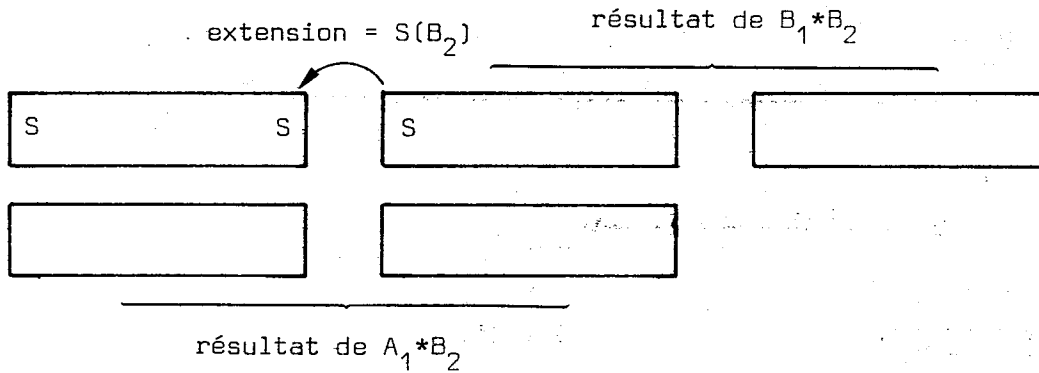 résultat de B₁*B₂
extension = S(B₂)
S S S
résultat de A₁*B₂